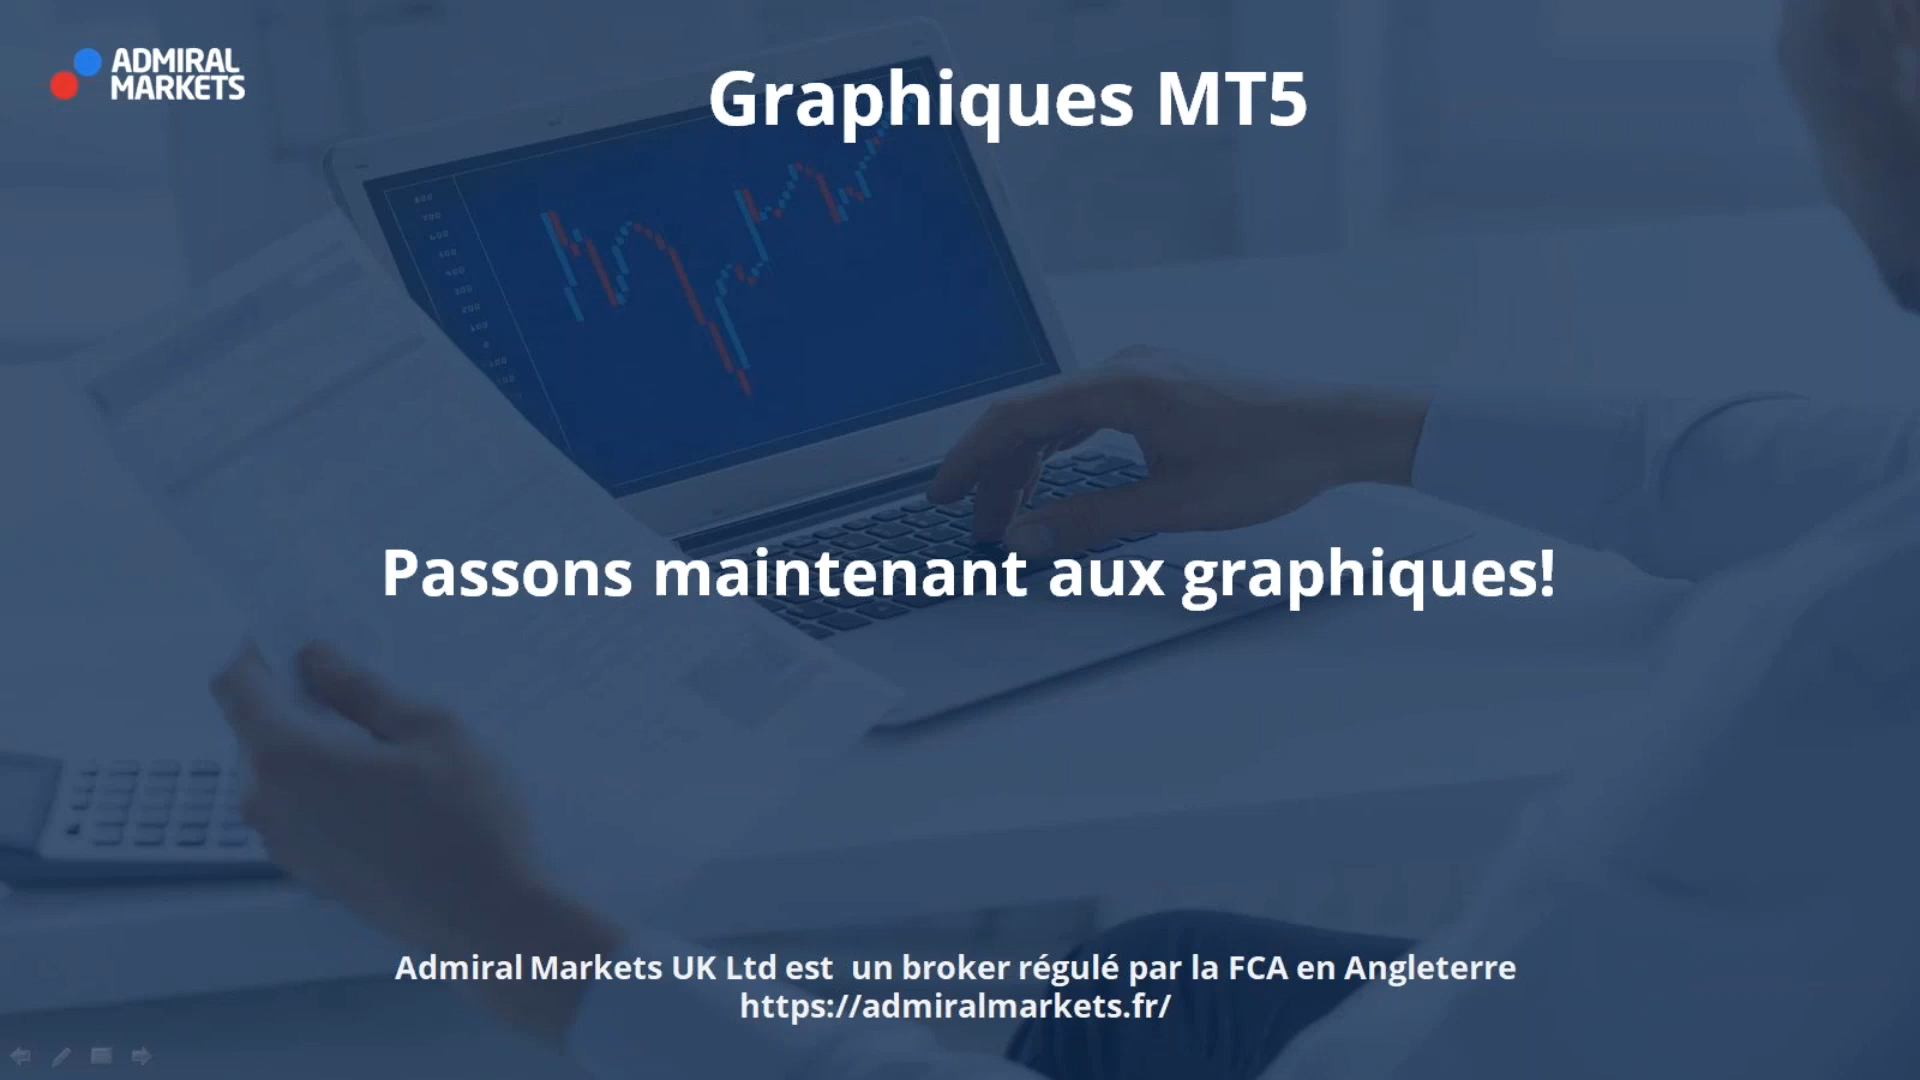 ADMIRAL
MARKETS
Graphiques MT5
Passons maintenant aux graphiques!
Admiral Markets UK Ltd est un broker régulé par la FCA en Angleterre
https://admiralmarkets.fr/